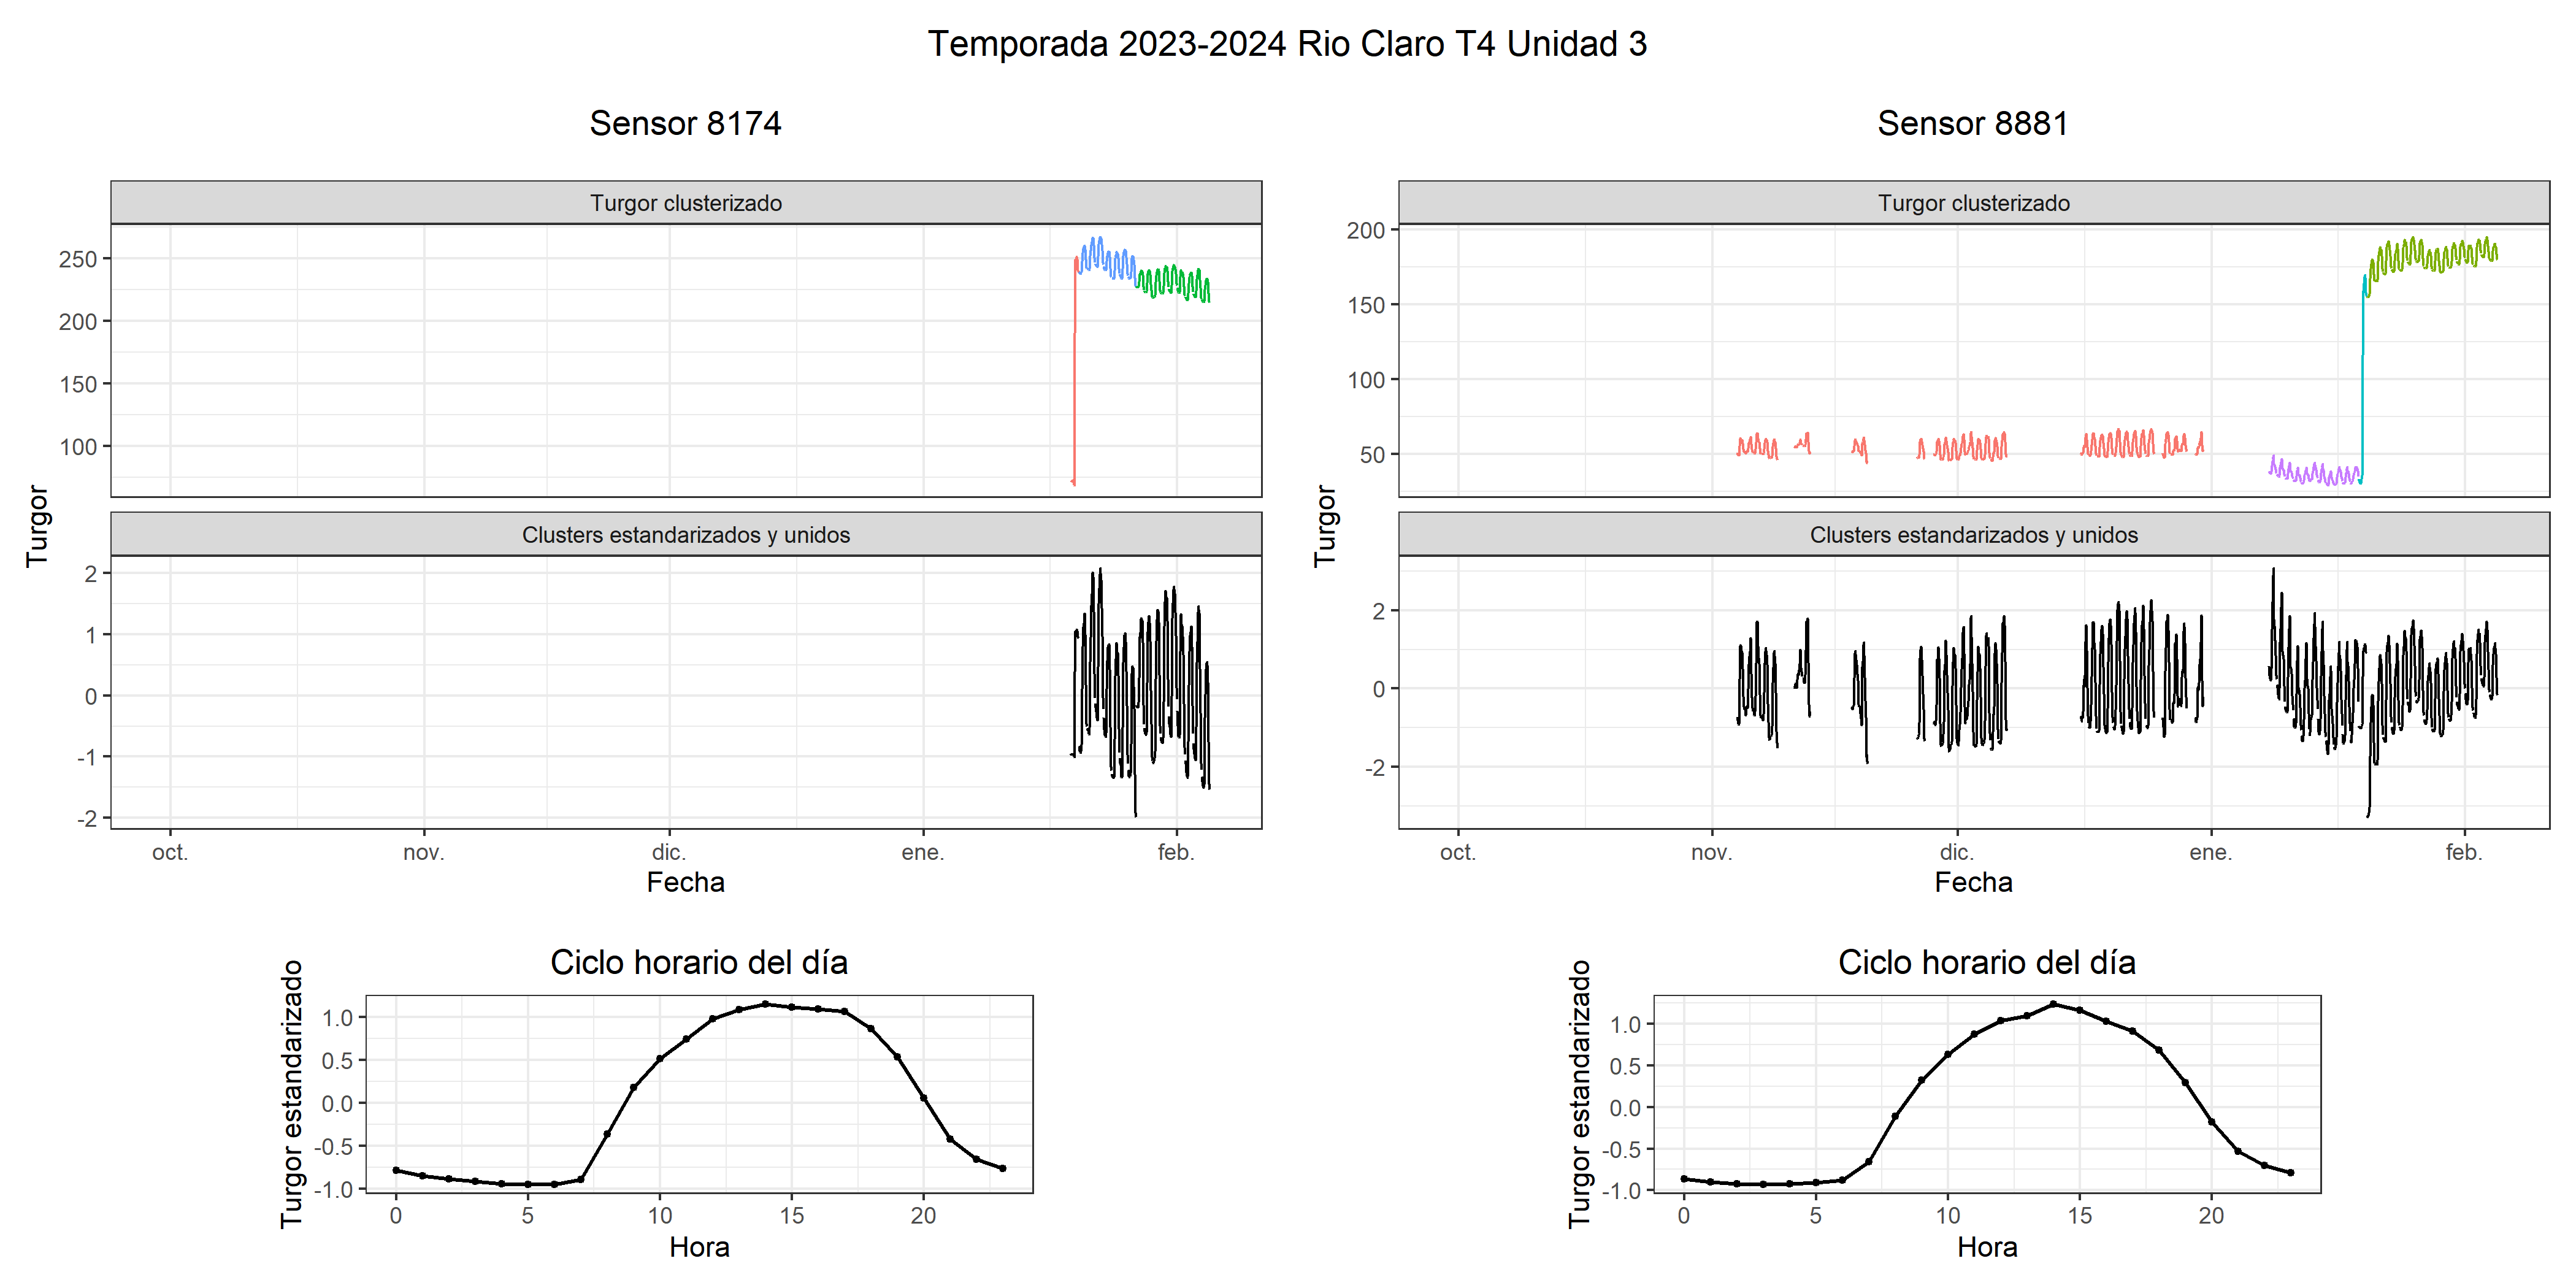 Temporada 2023-2024 Rio Claro T4 Unidad 3
Sensor 8174
Turgor clusterizado
250
200
150
100
Turgor
Clusters estandarizados y unidos
2
1
0
-1
-2
oct.
nov.
dic.
ene.
feb.
Fecha
Ciclo horario del día
Turgor estandarizado
1.0
0.5
0.0
-0.5
-1.0
0
5
10
15
20
Hora
Sensor 8881
Turgor clusterizado
200
150
100
50
Turgor
Clusters estandarizados y unidos
2
0
-2
oct.
nov.
dic.
ene.
feb.
Fecha
Ciclo horario del día
Turgor estandarizado
1.0
0.5
0.0
-0.5
-1.0
0
5
10
15
20
Hora